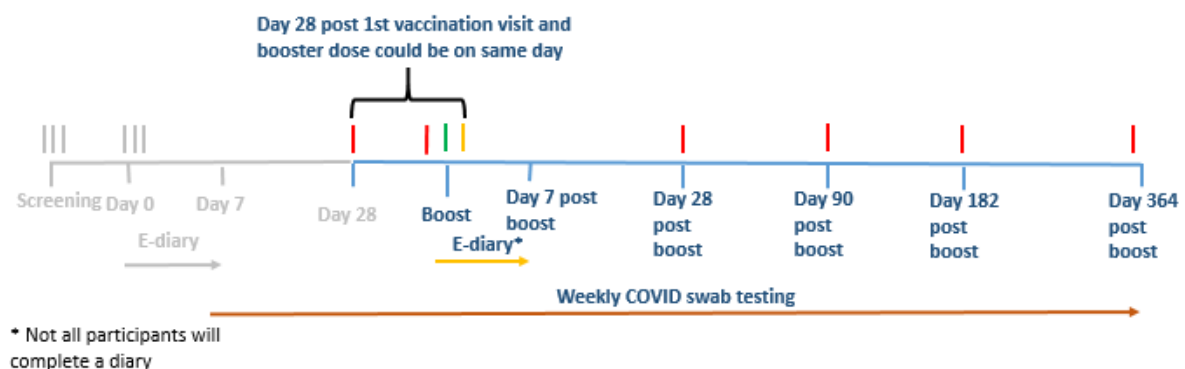 Day 28 post 1st vaccination visit and
booster dose could be on same day
Screening
Day 0
Day 7
Day 28
Boost
Day 7 post
boost
Day 28
post
boost
Day 90
post
boost
Day 182
post
boost
Day 364
post
boost
E-diary
E-diary*
Weekly COVID swab testing
* Not all participants will
complete a diary